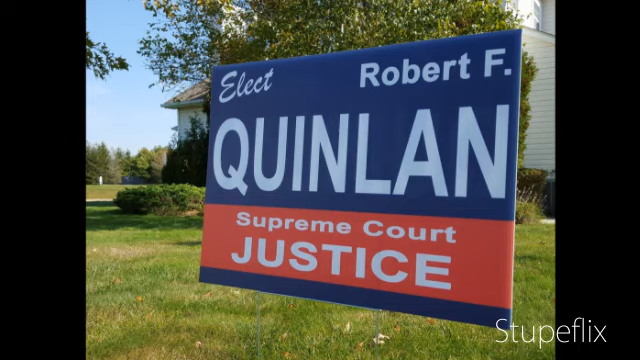 Elect
Robert F.
QUINLAN
Supreme Court
JUSTICE
Stupeflix